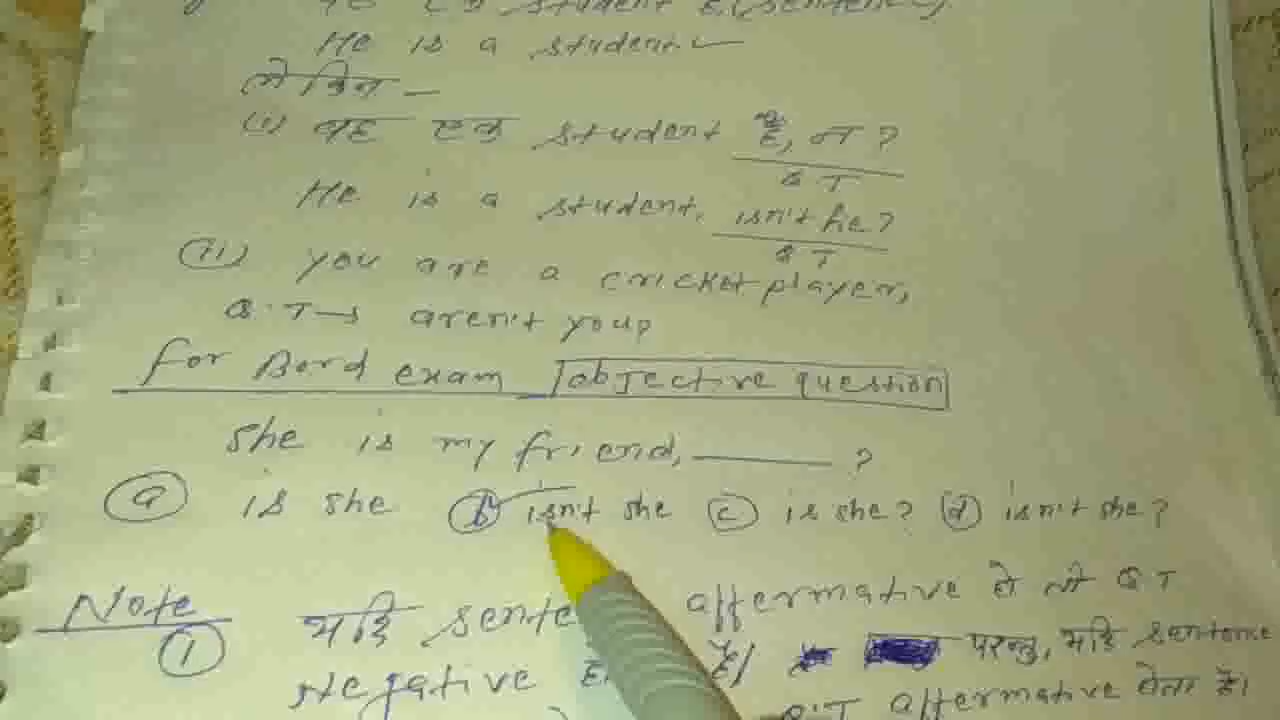 He is a student
लेकिन –
(i) वह एक student है, न?
Q T
He is a student, isn't he?
Q T
(ii) you are a cricket player,
Q.T → aren't you?
for Bord exam objective question
She is my friend, ______ ?
(a) is she (b) isn't she (c) is she? (d) isn't she?
Note
(1) यदि sente affermative हो तो Q T
Negative है। परन्तु, यदि sentence
Q.T affermative होता है।